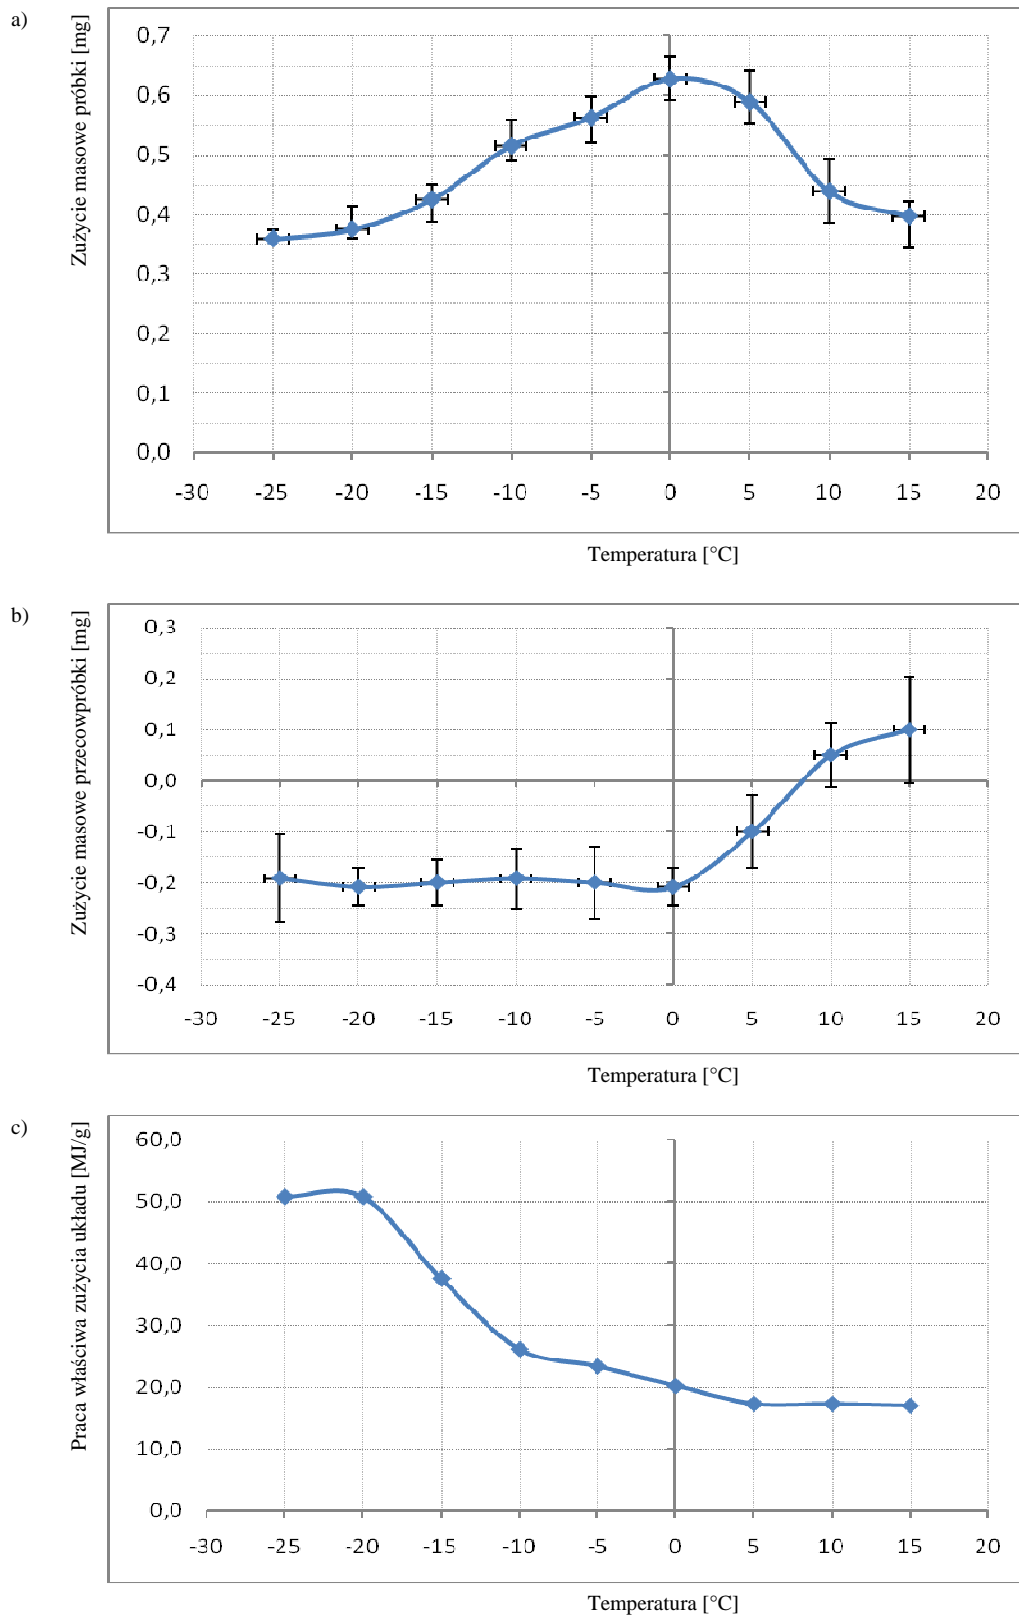 a)
Zużycie masowe próbki [mg]
0,7
0,6
0,5
0,4
0,3
0,2
0,1
0,0
-30 -25 -20 -15 -10 -5 0 5 10 15 20
Temperatura [°C]
b)
Zużycie masowe przecowpróbki [mg]
0,3
0,2
0,1
0,0
-0,1
-0,2
-0,3
-0,4
-30 -25 -20 -15 -10 -5 0 5 10 15 20
Temperatura [°C]
c)
Praca właściwa zużycia układu [MJ/g]
60,0
50,0
40,0
30,0
20,0
10,0
0,0
-30 -25 -20 -15 -10 -5 0 5 10 15 20
Temperatura [°C]